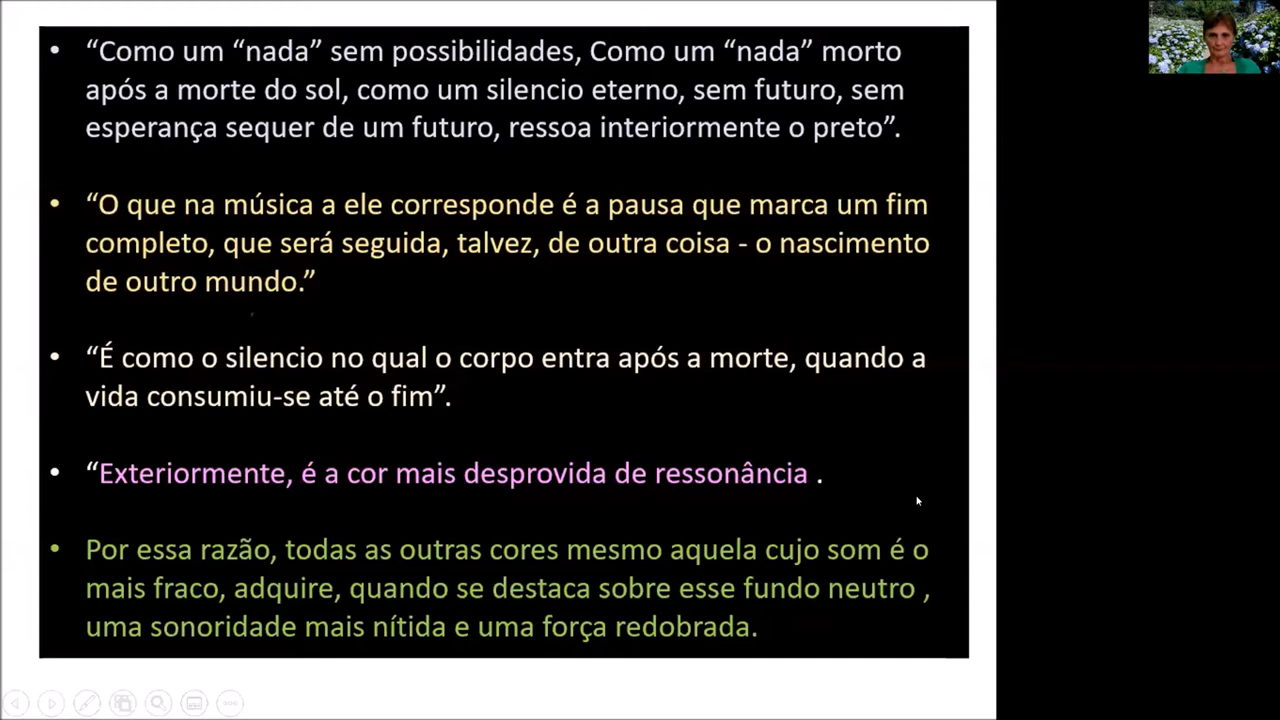 • “Como um “nada” sem possibilidades, Como um “nada” morto
após a morte do sol, como um silencio eterno, sem futuro, sem
esperança sequer de um futuro, ressoa interiormente o preto”.
• “O que na música a ele corresponde é a pausa que marca um fim
completo, que será seguida, talvez, de outra coisa - o nascimento
de outro mundo.”
• “É como o silencio no qual o corpo entra após a morte, quando a
vida consumiu-se até o fim”.
• “Exteriormente, é a cor mais desprovida de ressonância .
• Por essa razão, todas as outras cores mesmo aquela cujo som é o
mais fraco, adquire, quando se destaca sobre esse fundo neutro ,
uma sonoridade mais nítida e uma força redobrada.